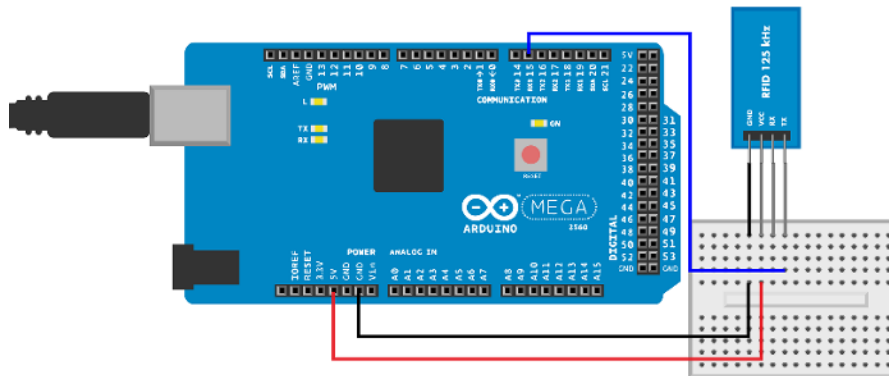 SCL SDA AREF GND 13 12 11 10 9 8
7 6 5 4 3 2 TX0→1 RX0←0
TX3 14 RX3 15 TX2 16 RX2 17 TX1 18 RX1 19 SDA 20 SCL 21
PWM
COMMUNICATION
L
TX
RX
ON
RESET
ARDUINO
MEGA
2560
5V
22
24
26
28
30 31
32 33
34 35
36 37
38 39
40 41
42 43
44 45
46 47
48 49
50 51
52 53
GND GND
DIGITAL
POWER
ANALOG IN
IOREF RESET 3.3V 5V GND GND Vin
A0 A1 A2 A3 A4 A5 A6 A7
A8 A9 A10 A11 A12 A13 A14 A15
RFID 125 kHz
GND VCC RX TX